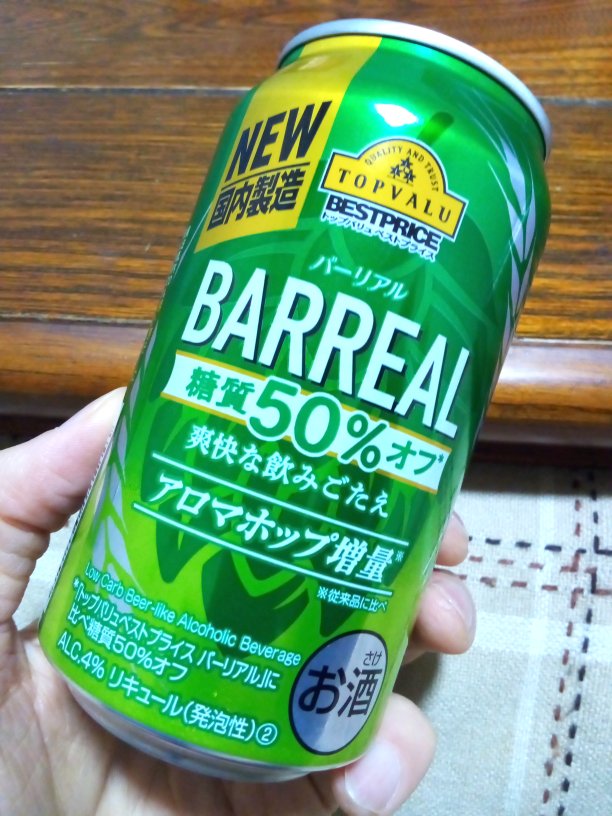 NEW
国内製造
QUALITY AND TRUST
TOPVALU
BESTPRICE
トップバリュ ベストプライス
バーリアル
BARREAL
糖質50%オフ*
爽快な飲みごたえ
アロマホップ増量※
※従来品に比べ
Low Carb Beer-like Alcoholic Beverage
*「トップバリュベストプライス バーリアル」に
比べ糖質50%オフ
ALC.4% リキュール(発泡性)②
さけ
お酒